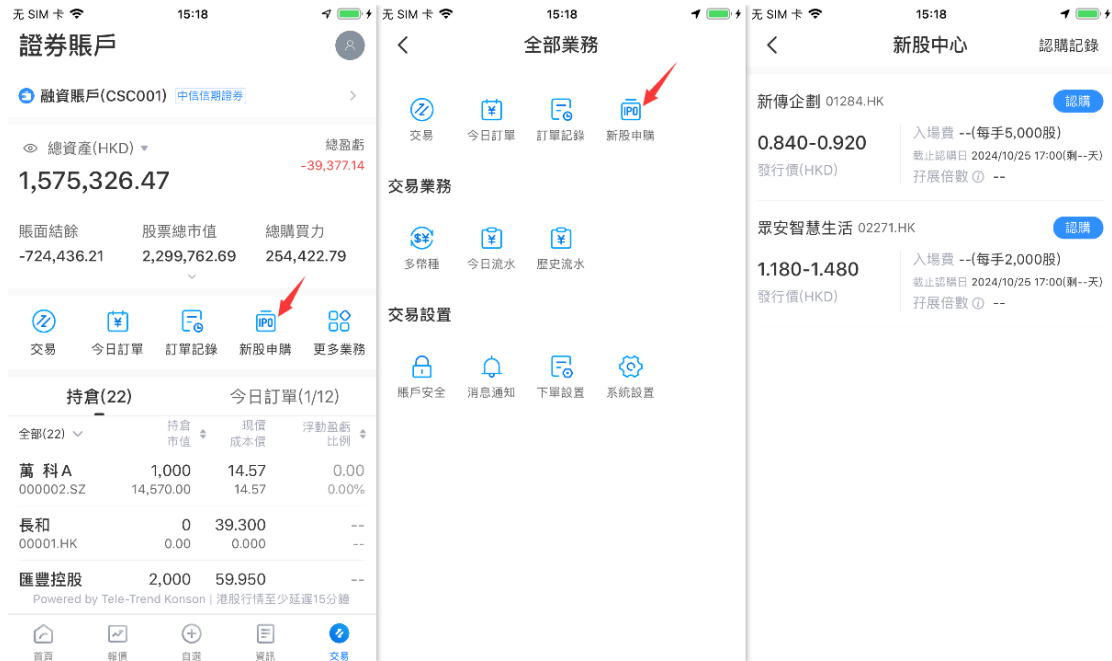 无 SIM 卡
15:18
證券賬戶
融資賬戶(CSC001) 中信信期證券
總資產(HKD)
總盈虧
1,575,326.47
-39,377.14
賬面結餘
股票總市值
總購買力
-724,436.21
2,299,762.69
254,422.79
交易
今日訂單
訂單記錄
新股申購
更多業務
持倉(22)
今日訂單(1/12)
全部(22)
持倉
市值
現價
成本價
浮動盈虧
比例
萬 科A
1,000
14.57
0.00
000002.SZ
14,570.00
14.57
0.00%
長和
0
39.300
--
00001.HK
0.00
0.000
--
匯豐控股
2,000
59.950
--
Powered by Tele-Trend Konson | 港股行情至少延遲15分鐘
首頁
報價
自選
資訊
交易
无 SIM 卡
15:18
全部業務
交易
今日訂單
訂單記錄
新股申購
交易業務
多幣種
今日流水
歷史流水
交易設置
賬戶安全
消息通知
下單設置
系統設置
无 SIM 卡
15:18
新股中心
認購記錄
新傳企劃 01284.HK
認購
0.840-0.920
發行價(HKD)
入場費 --(每手5,000股)
截止認購日 2024/10/25 17:00(剩--天)
孖展倍數 --
眾安智慧生活 02271.HK
認購
1.180-1.480
發行價(HKD)
入場費 --(每手2,000股)
截止認購日 2024/10/25 17:00(剩--天)
孖展倍數 --